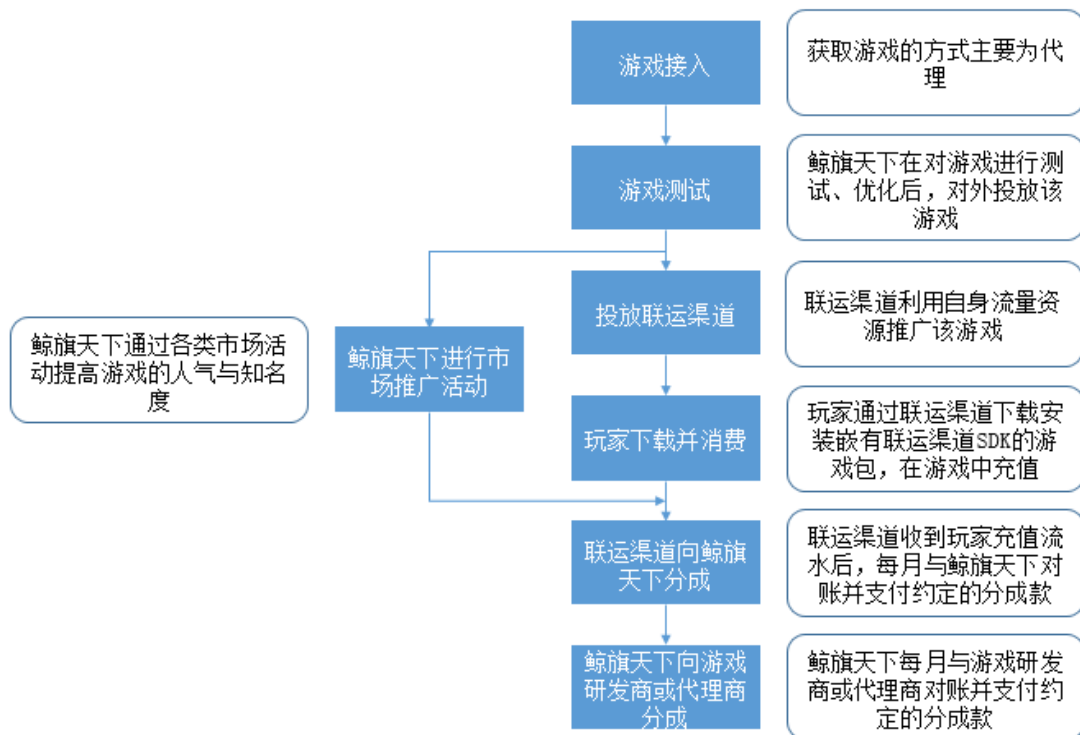 游戏接入
获取游戏的方式主要为代
理
游戏测试
鲸旗天下在对游戏进行测
试、优化后，对外投放该
游戏
投放联运渠道
联运渠道利用自身流量资
源推广该游戏
鲸旗天下通过各类市场活
动提高游戏的人气与知名
度
鲸旗天下进行市
场推广活动
玩家下载并消费
玩家通过联运渠道下载安
装嵌有联运渠道SDK的游
戏包，在游戏中充值
联运渠道向鲸旗
天下分成
联运渠道收到玩家充值流
水后，每月与鲸旗天下对
账并支付约定的分成款
鲸旗天下向游戏
研发商或代理商
分成
鲸旗天下每月与游戏研发
商或代理商对账并支付约
定的分成款